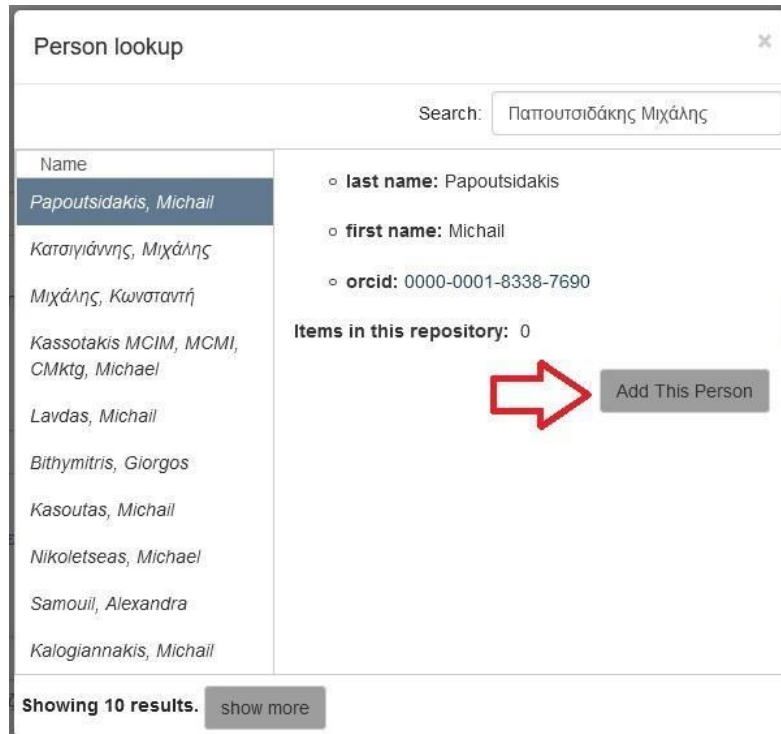 Person lookup
×
Search: Παπουτσιδάκης Μιχάλης
Name
Papoutsidakis, Michail
Κατσιγιάννης, Μιχάλης
Μιχάλης, Κωνσταντή
Kassotakis MCIM, MCMI,
CMktg, Michael
Lavdas, Michail
Bithymitris, Giorgos
Kasoutas, Michail
Nikoletseas, Michael
Samouil, Alexandra
Kalogiannakis, Michail
last name: Papoutsidakis
first name: Michail
orcid: 0000-0001-8338-7690
Items in this repository: 0
Add This Person
Showing 10 results. show more